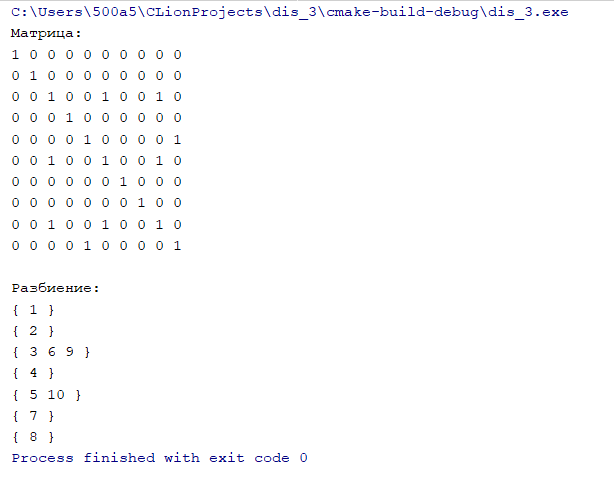 C:\Users\500a5\CLionProjects\dis_3\cmake-build-debug\dis_3.exe
Матрица:
1 0 0 0 0 0 0 0 0 0
0 1 0 0 0 0 0 0 0 0
0 0 1 0 0 1 0 0 1 0
0 0 0 1 0 0 0 0 0 0
0 0 0 0 1 0 0 0 0 1
0 0 1 0 0 1 0 0 1 0
0 0 0 0 0 0 1 0 0 0
0 0 0 0 0 0 0 1 0 0
0 0 1 0 0 1 0 0 1 0
0 0 0 0 1 0 0 0 0 1
Разбиение:
{ 1 }
{ 2 }
{ 3 6 9 }
{ 4 }
{ 5 10 }
{ 7 }
{ 8 }
Process finished with exit code 0